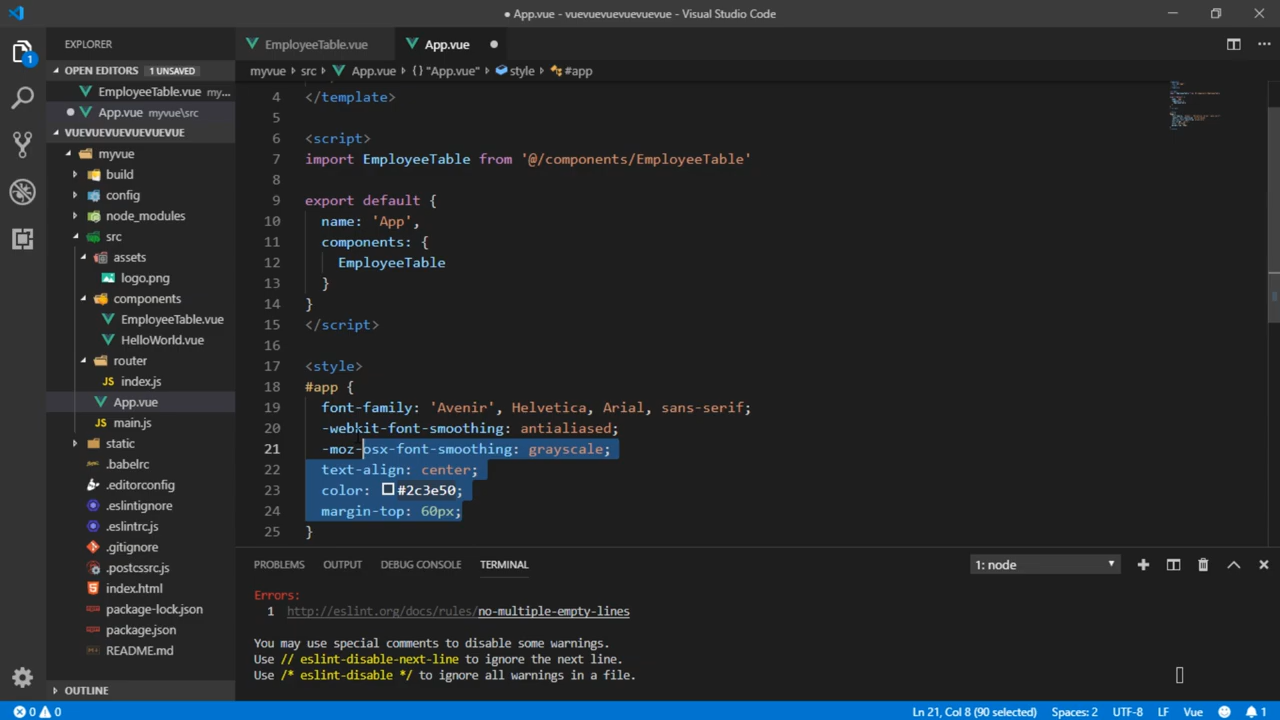 ● App.vue - vuevuevuevuevuevue - Visual Studio Code
EXPLORER
EmployeeTable.vue
App.vue ●
OPEN EDITORS 1 UNSAVED
EmployeeTable.vue my...
● App.vue myvue\src
VUEVUEVUEVUEVUEVUE
myvue
build
config
node_modules
src
assets
logo.png
components
EmployeeTable.vue
HelloWorld.vue
router
JS index.js
App.vue
JS main.js
static
.babelrc
.editorconfig
.eslintignore
.eslintrc.js
.gitignore
.postcssrc.js
index.html
package-lock.json
package.json
README.md
OUTLINE
myvue › src › App.vue › {} "App.vue" › style › #app
4 </template>
5
6 <script>
7 import EmployeeTable from '@/components/EmployeeTable'
8
9 export default {
10 name: 'App',
11 components: {
12 EmployeeTable
13 }
14 }
15 </script>
16
17 <style>
18 #app {
19 font-family: 'Avenir', Helvetica, Arial, sans-serif;
20 -webkit-font-smoothing: antialiased;
21 -moz-osx-font-smoothing: grayscale;
22 text-align: center;
23 color: #2c3e50;
24 margin-top: 60px;
25 }
PROBLEMS OUTPUT DEBUG CONSOLE TERMINAL 1: node
Errors:
1 http://eslint.org/docs/rules/no-multiple-empty-lines
You may use special comments to disable some warnings.
Use // eslint-disable-next-line to ignore the next line.
Use /* eslint-disable */ to ignore all warnings in a file.
0 0 Ln 21, Col 8 (90 selected) Spaces: 2 UTF-8 LF Vue 1